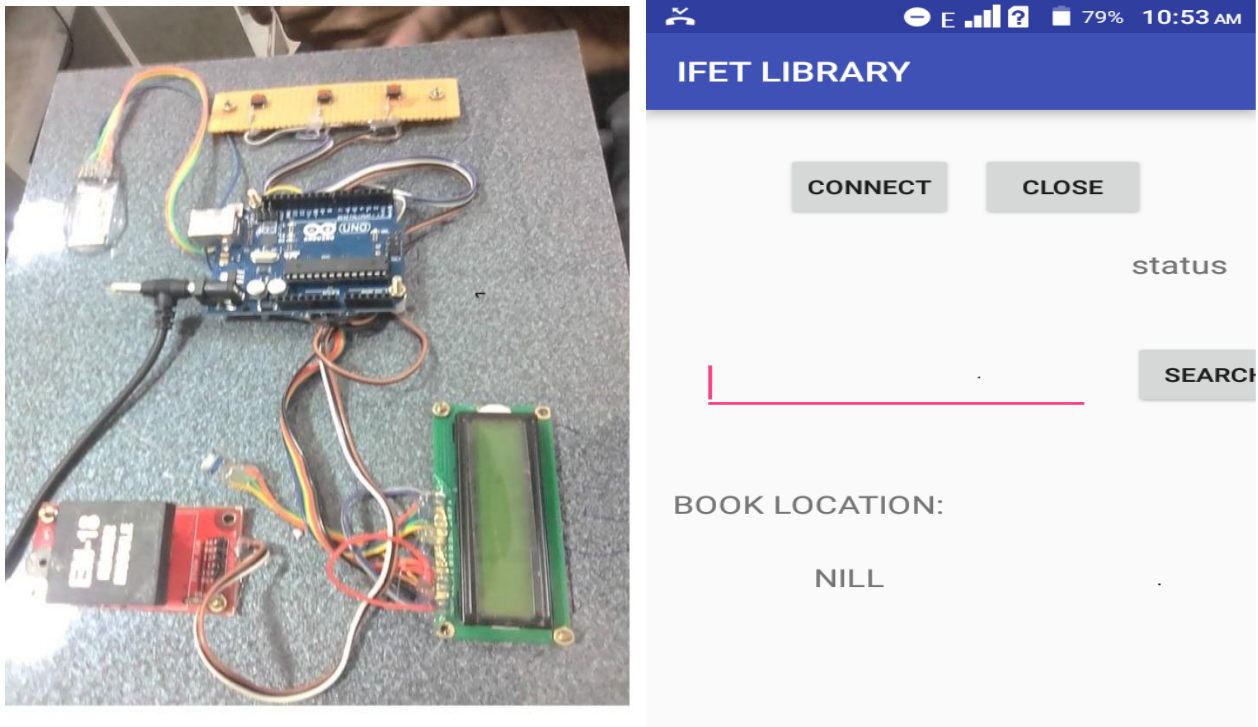 UNO
EM-18
79% 10:53 AM
IFET LIBRARY
CONNECT CLOSE
status
SEARCH
BOOK LOCATION:
NILL